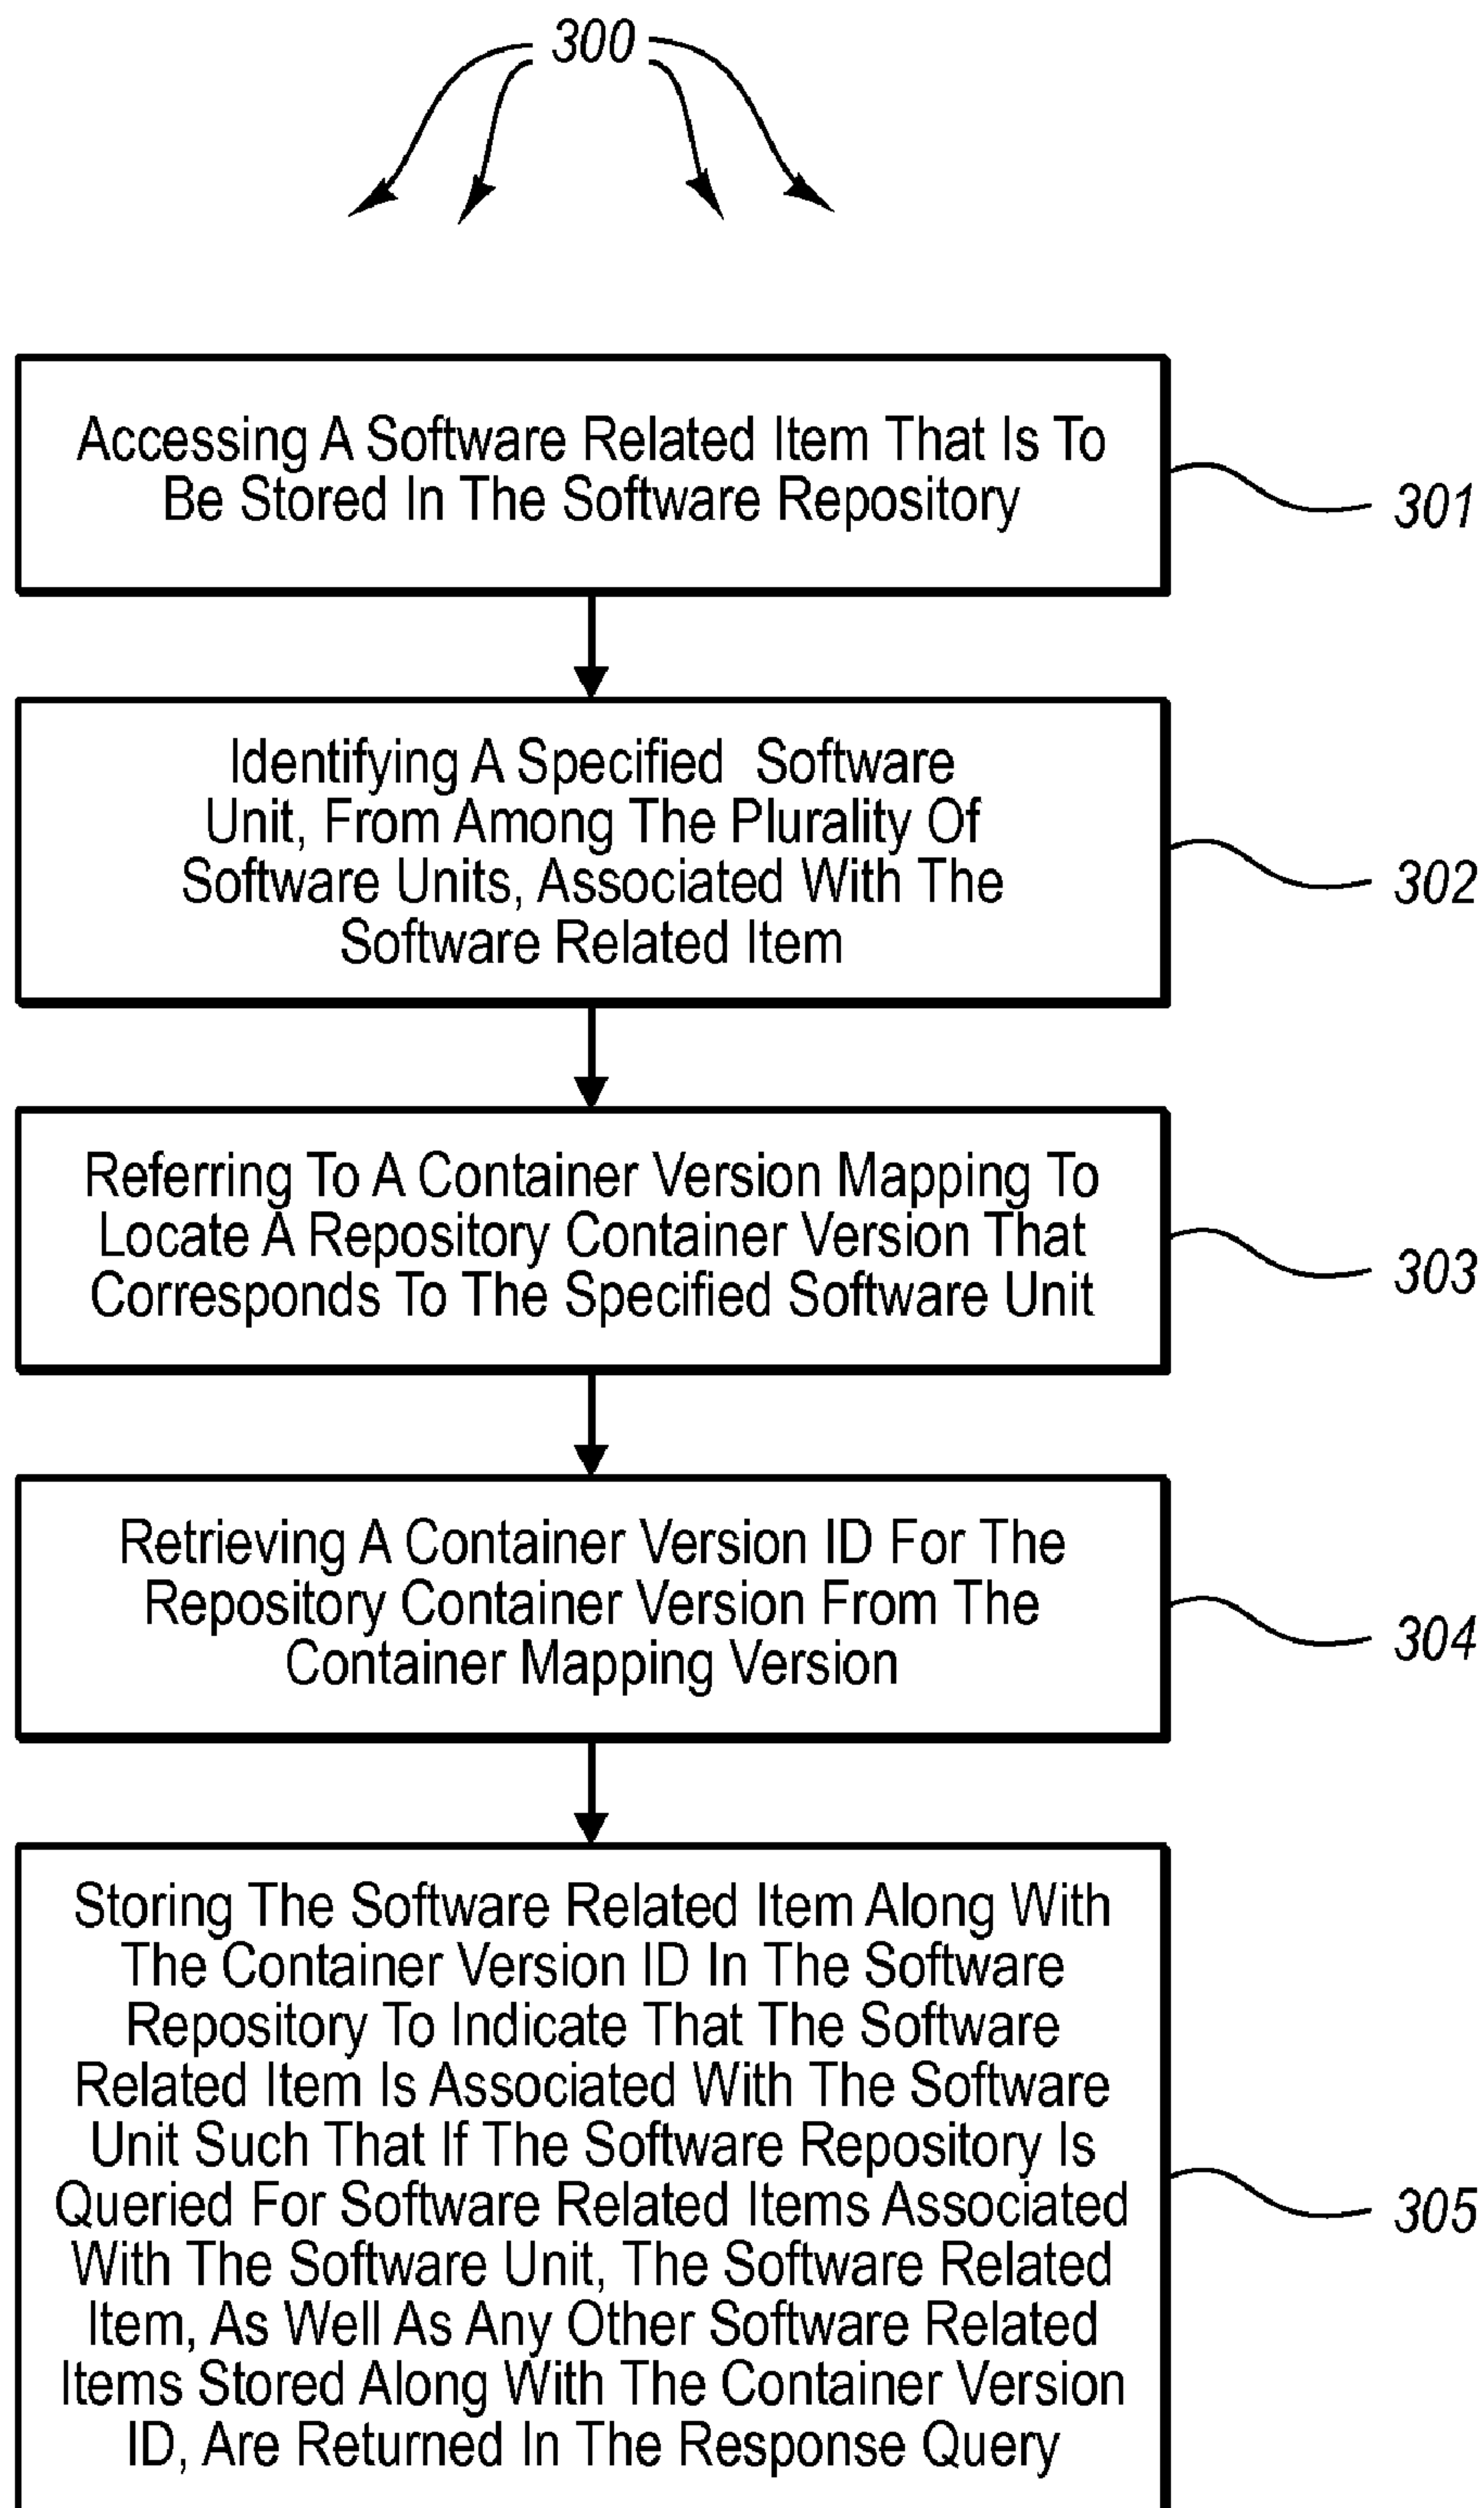 300
Accessing A Software Related Item That Is To
Be Stored In The Software Repository
301
Identifying A Specified Software
Unit, From Among The Plurality Of
Software Units, Associated With The
Software Related Item
302
Referring To A Container Version Mapping To
Locate A Repository Container Version That
Corresponds To The Specified Software Unit
303
Retrieving A Container Version ID For The
Repository Container Version From The
Container Mapping Version
304
Storing The Software Related Item Along With
The Container Version ID In The Software
Repository To Indicate That The Software
Related Item Is Associated With The Software
Unit Such That If The Software Repository Is
Queried For Software Related Items Associated
With The Software Unit, The Software Related
Item, As Well As Any Other Software Related
Items Stored Along With The Container Version
ID, Are Returned In The Response Query
305